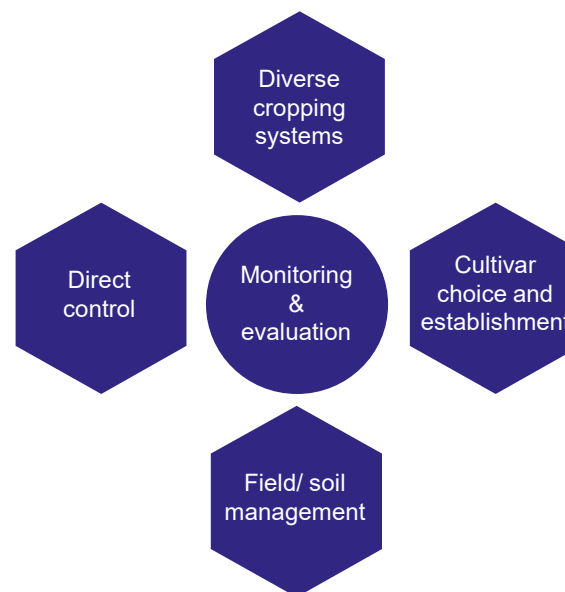 Diverse
cropping
systems
Direct
control
Monitoring
&
evaluation
Cultivar
choice and
establishment
Field/ soil
management